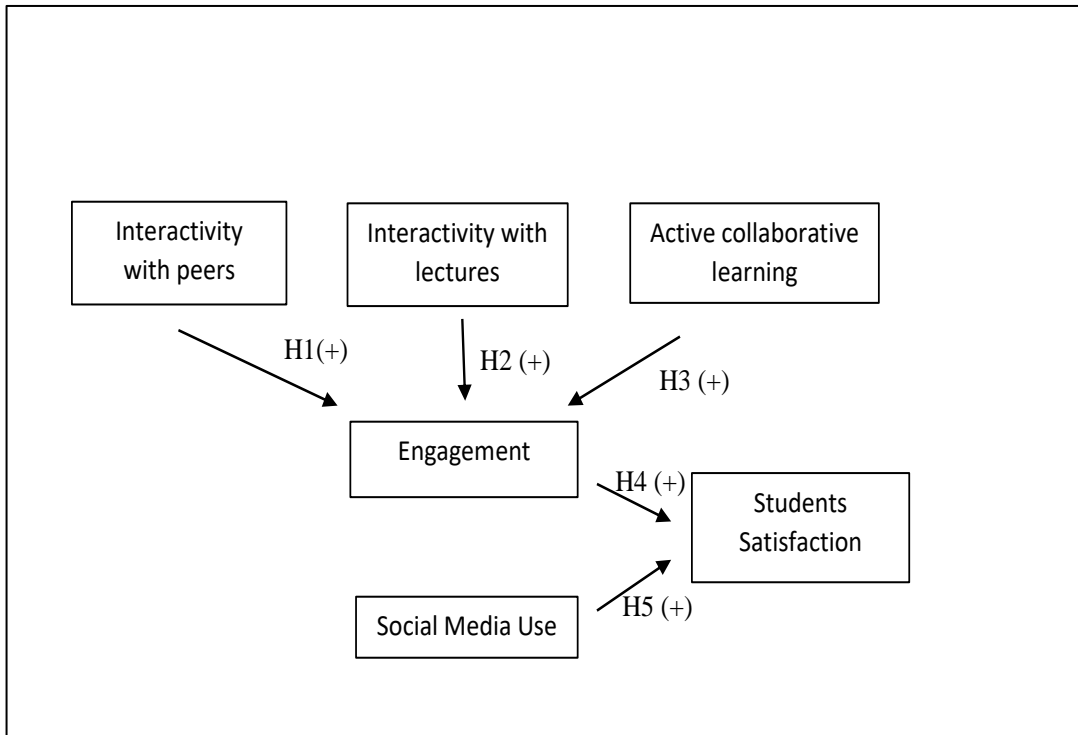 Interactivity
with peers
Interactivity with
lectures
Active collaborative
learning
H1(+)
H2 (+)
H3 (+)
Engagement
H4 (+)
Students
Satisfaction
H5 (+)
Social Media Use